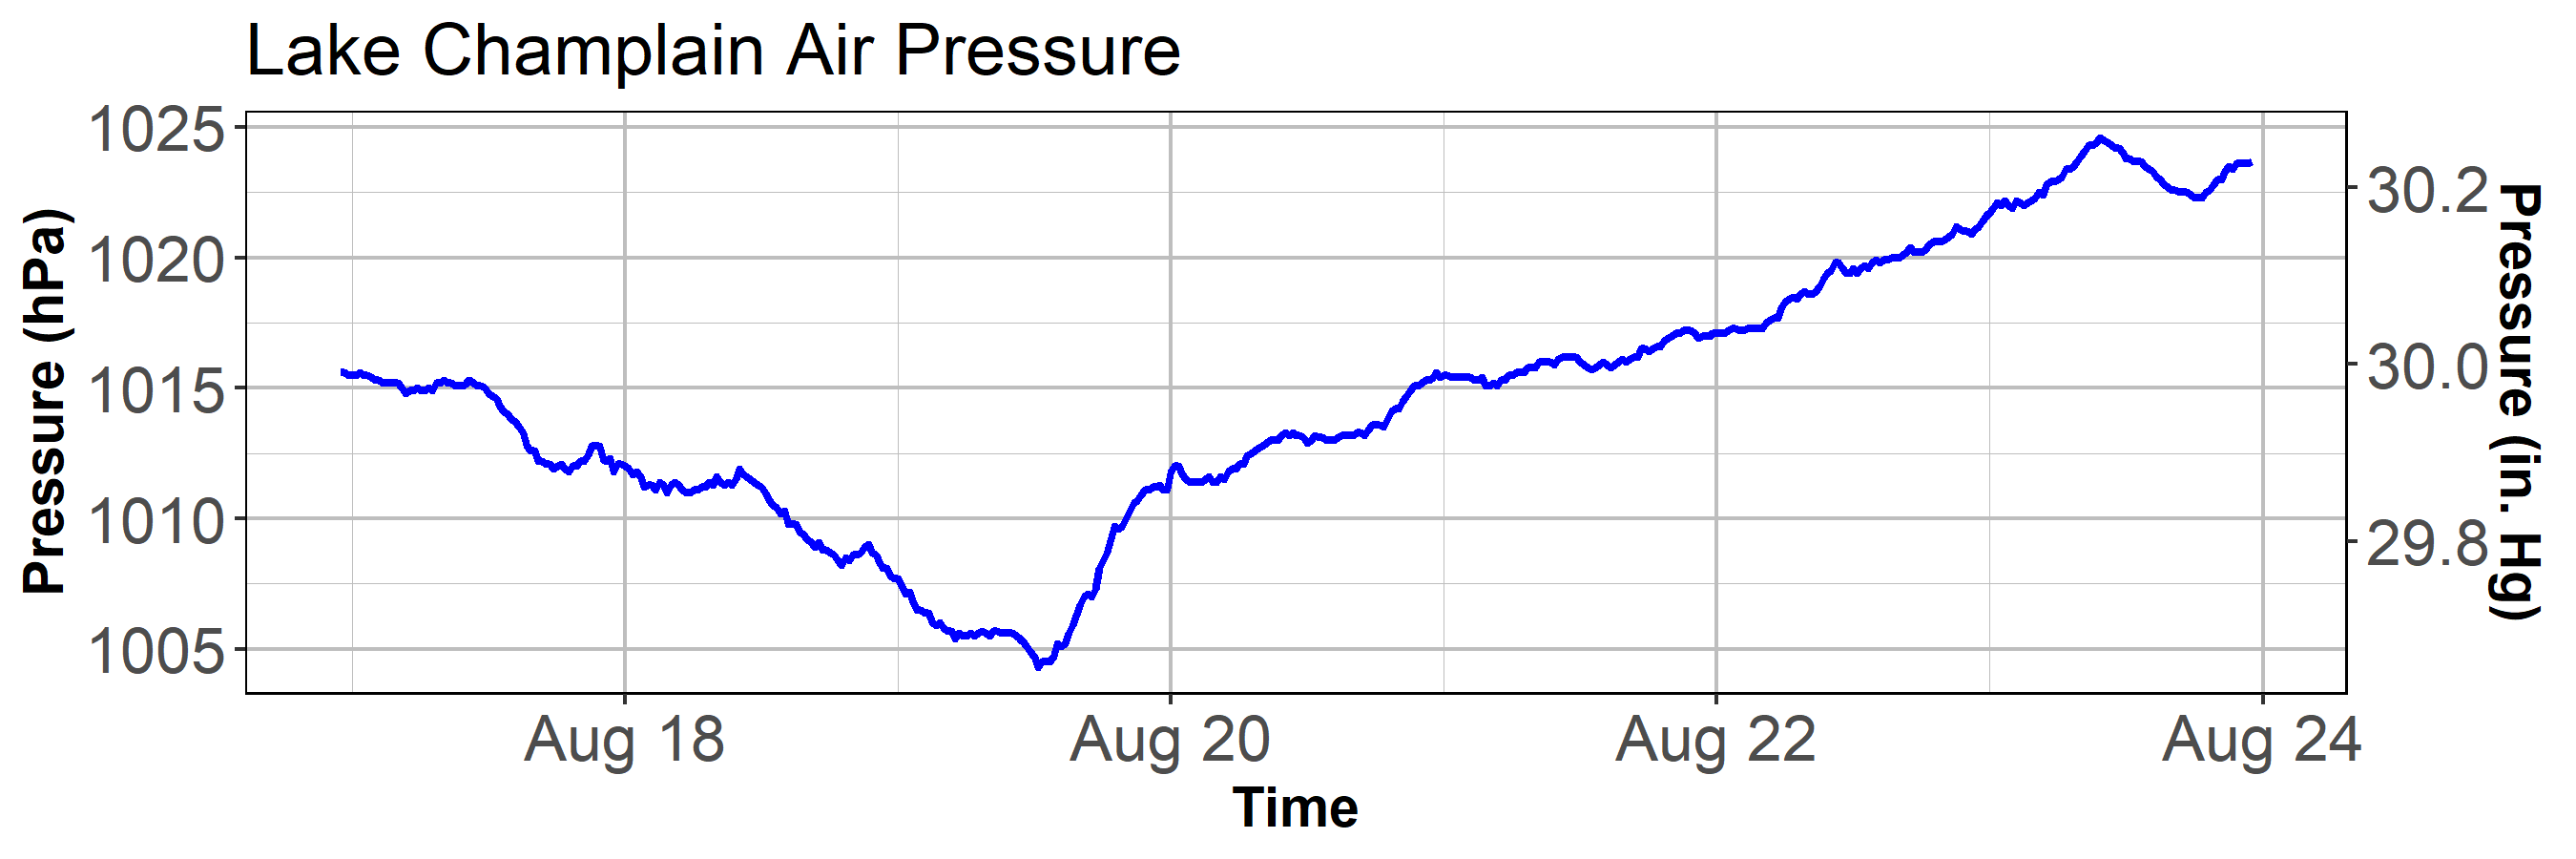 Lake Champlain Air Pressure
Pressure (hPa)
1025
1020
1015
1010
1005
30.2
30.0
29.8
Pressure (in. Hg)
Aug 18
Aug 20
Aug 22
Aug 24
Time